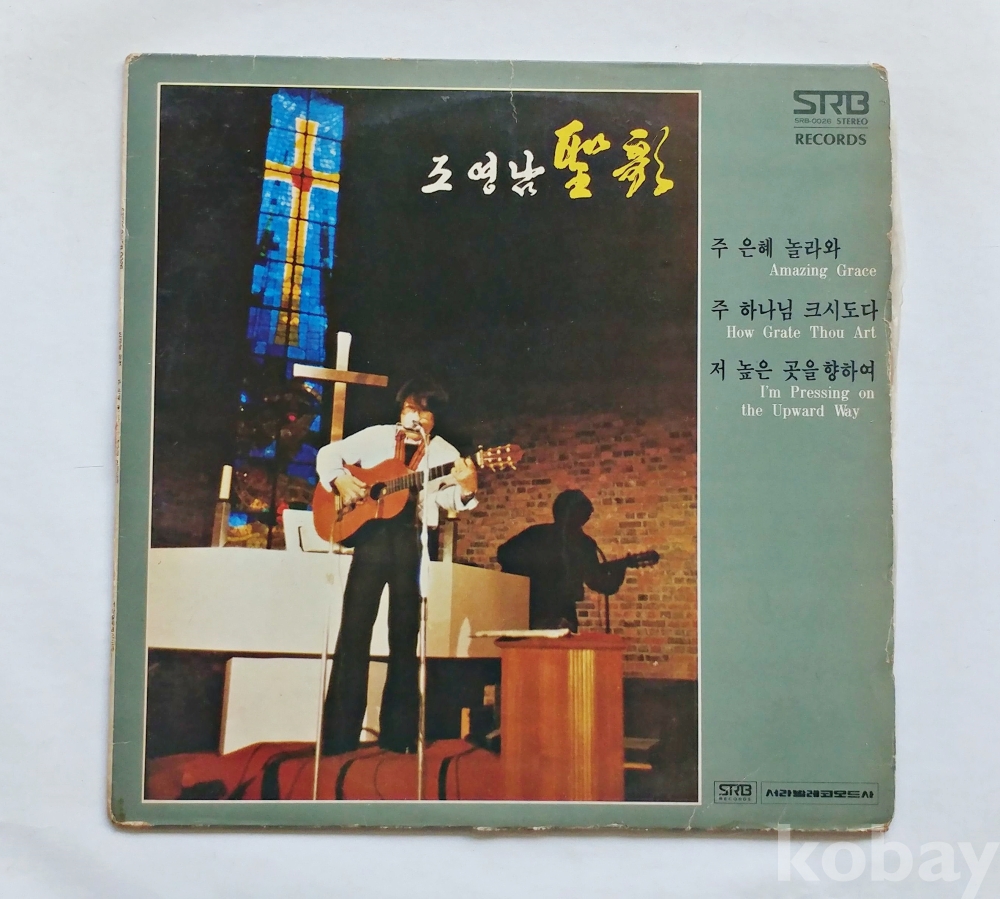 조영남 聖歌
SRB
SRB-0026 STEREO
RECORDS
주 은혜 놀라와
Amazing Grace
주 하나님 크시도다
How Grate Thou Art
저 높은 곳을 향하여
I'm Pressing on
the Upward Way
SRB
RECORDS
서라벌레코오드사
kobay